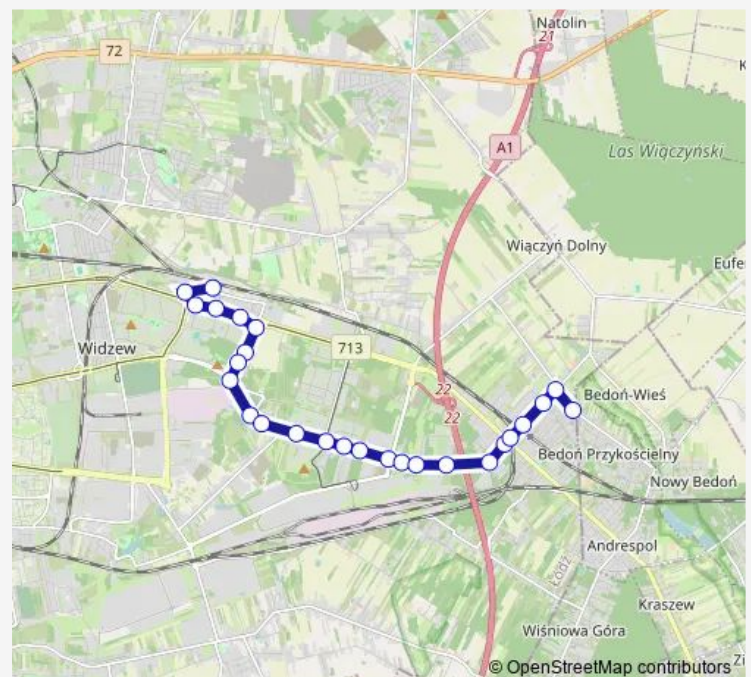 Natolin
21
72
A1
Las Wiączyński
Wiączyń Dolny
Widzew
713
22
22
Bedoń-Wieś
Bedoń Przykościelny
Nowy Bedoń
Andrespol
Łódź
Kraszew
Wiśniowa Góra
© OpenStreetMap contributors